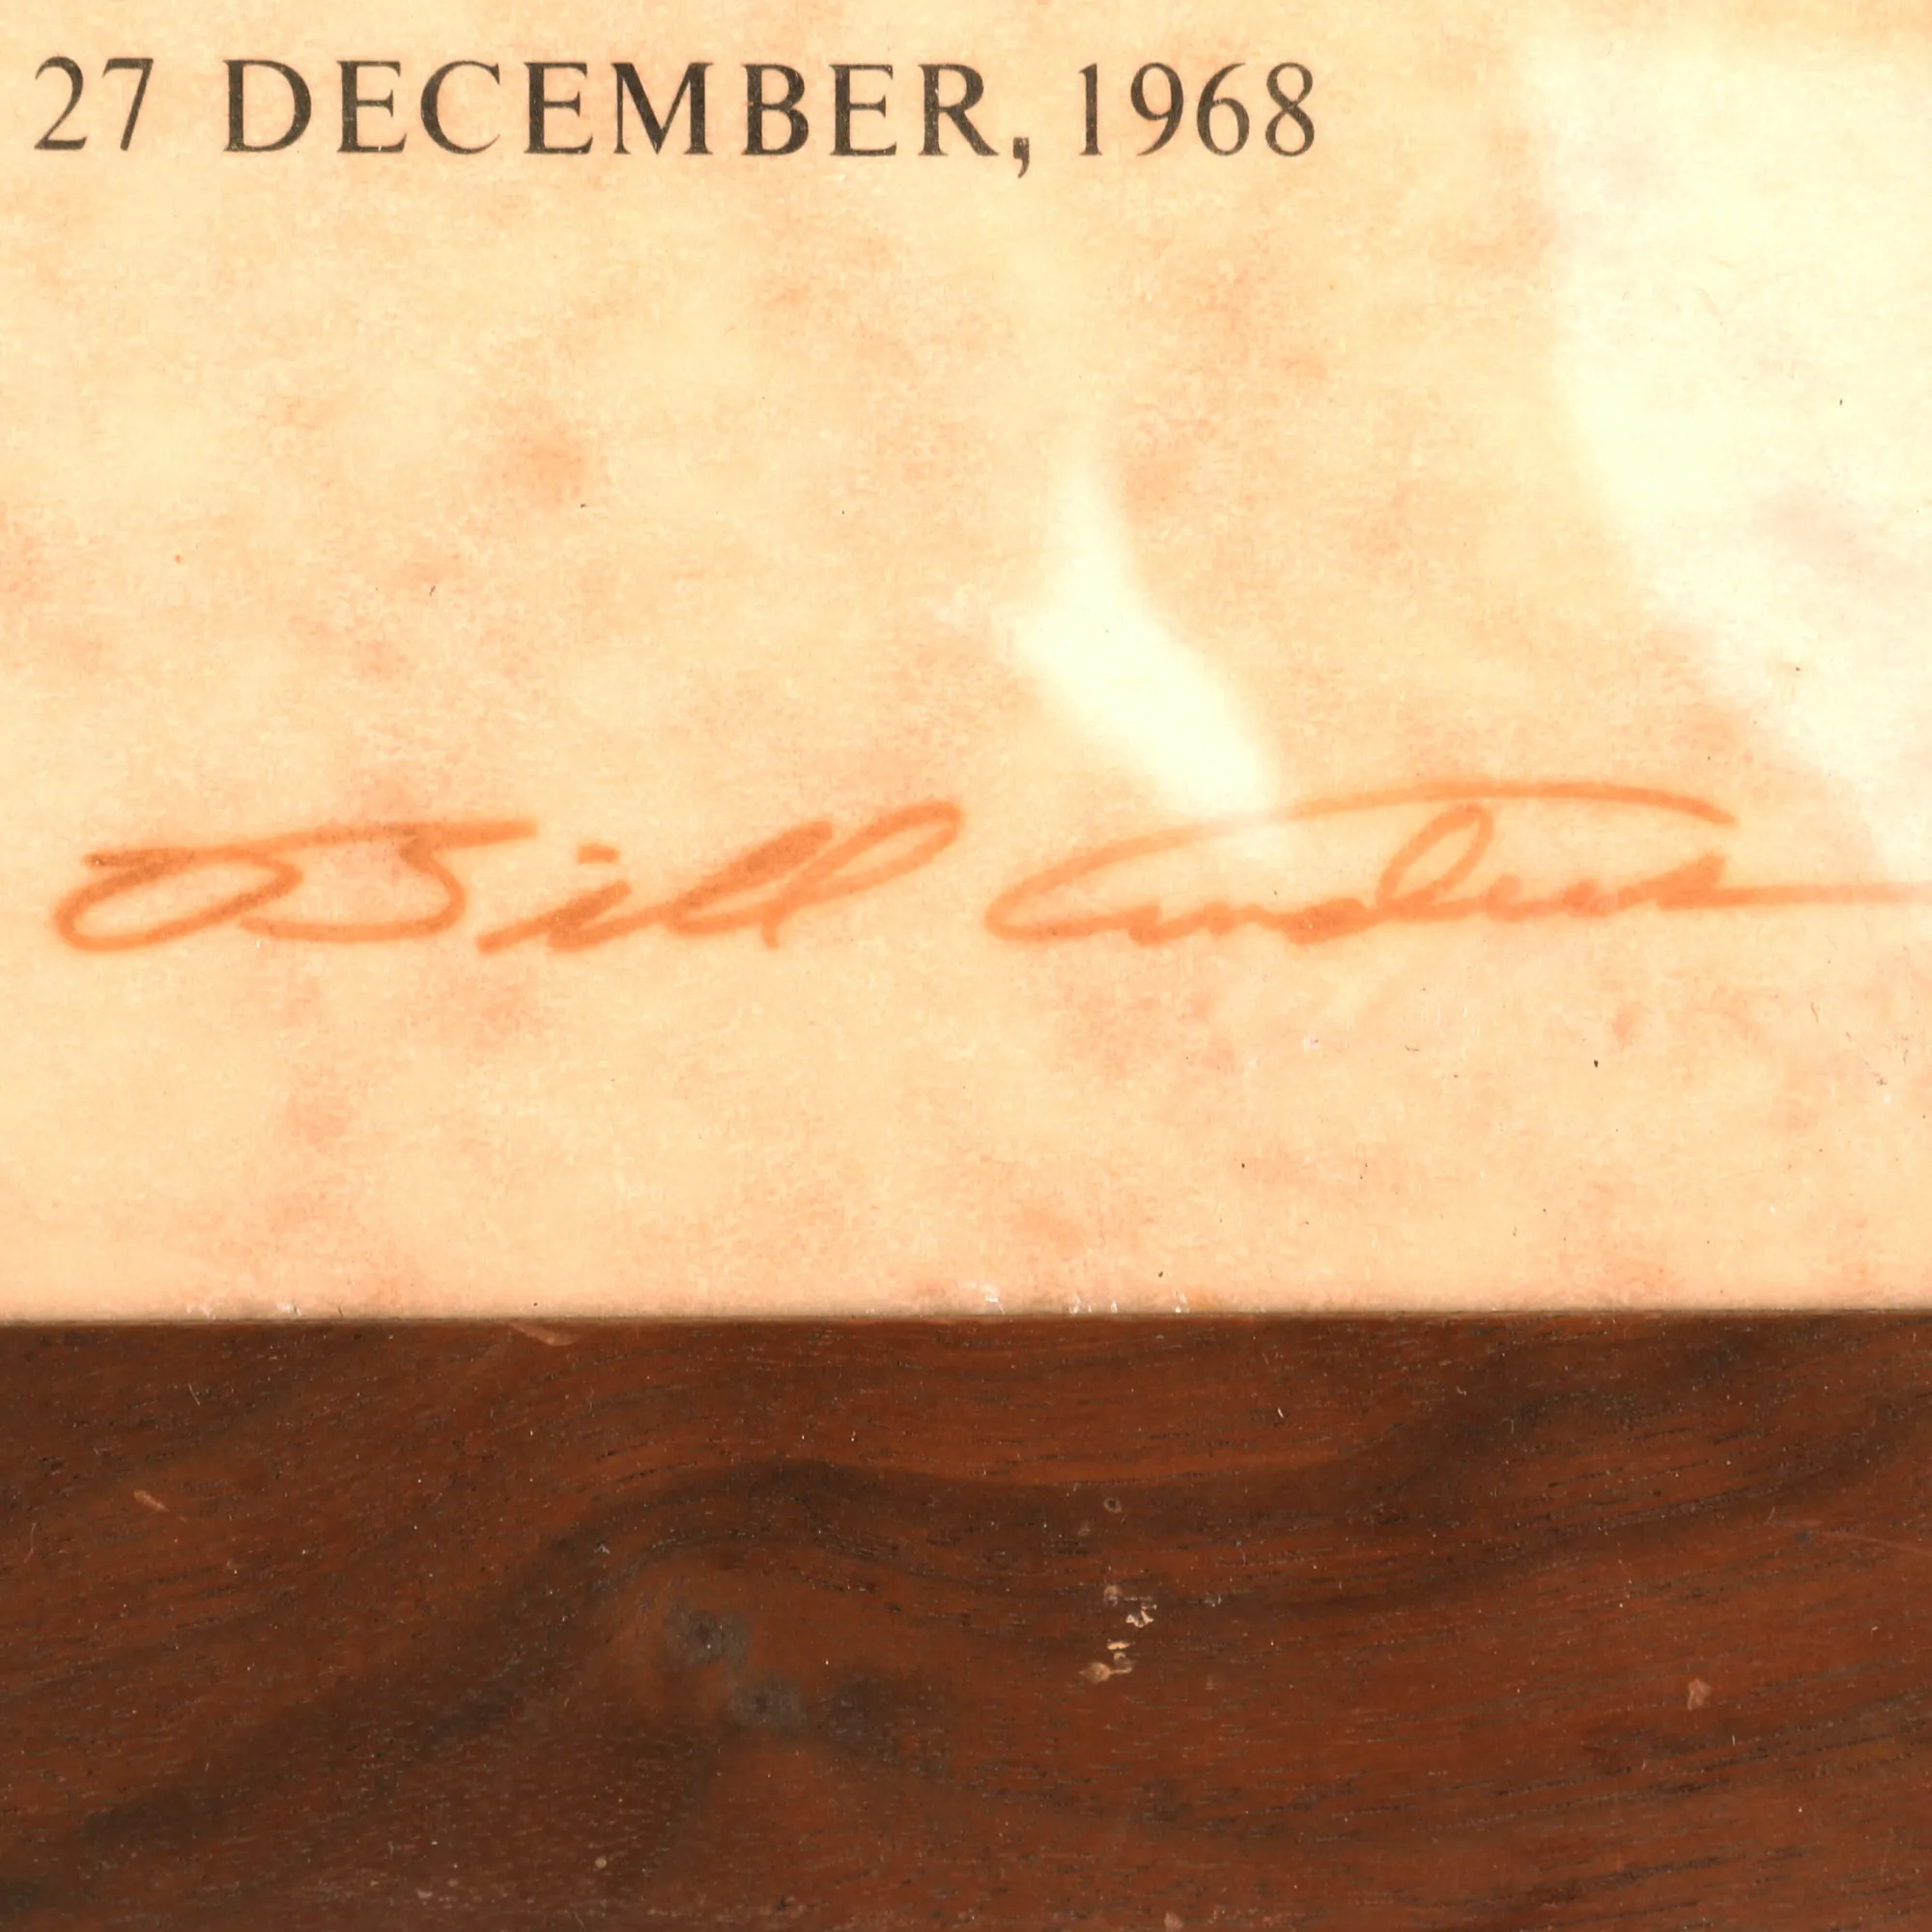 27 DECEMBER, 1968
Bill Anders